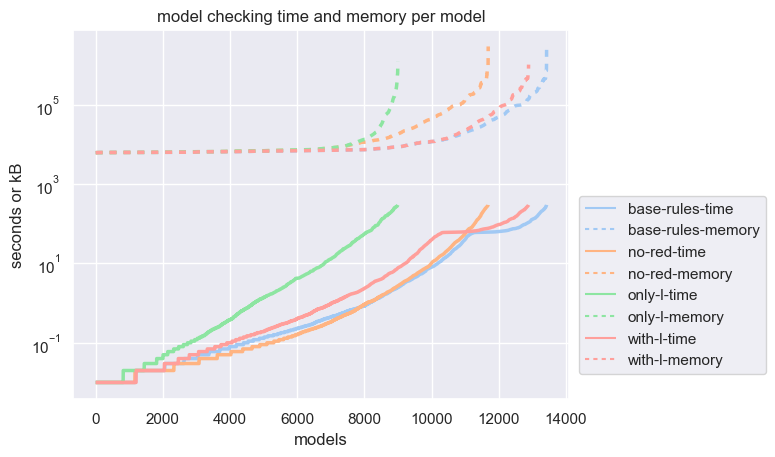 model checking time and memory per model
seconds or kB
10^5
10^3
10^1
10^−1
0
2000
4000
6000
8000
10000
12000
14000
models
base-rules-time
base-rules-memory
no-red-time
no-red-memory
only-l-time
only-l-memory
with-l-time
with-l-memory